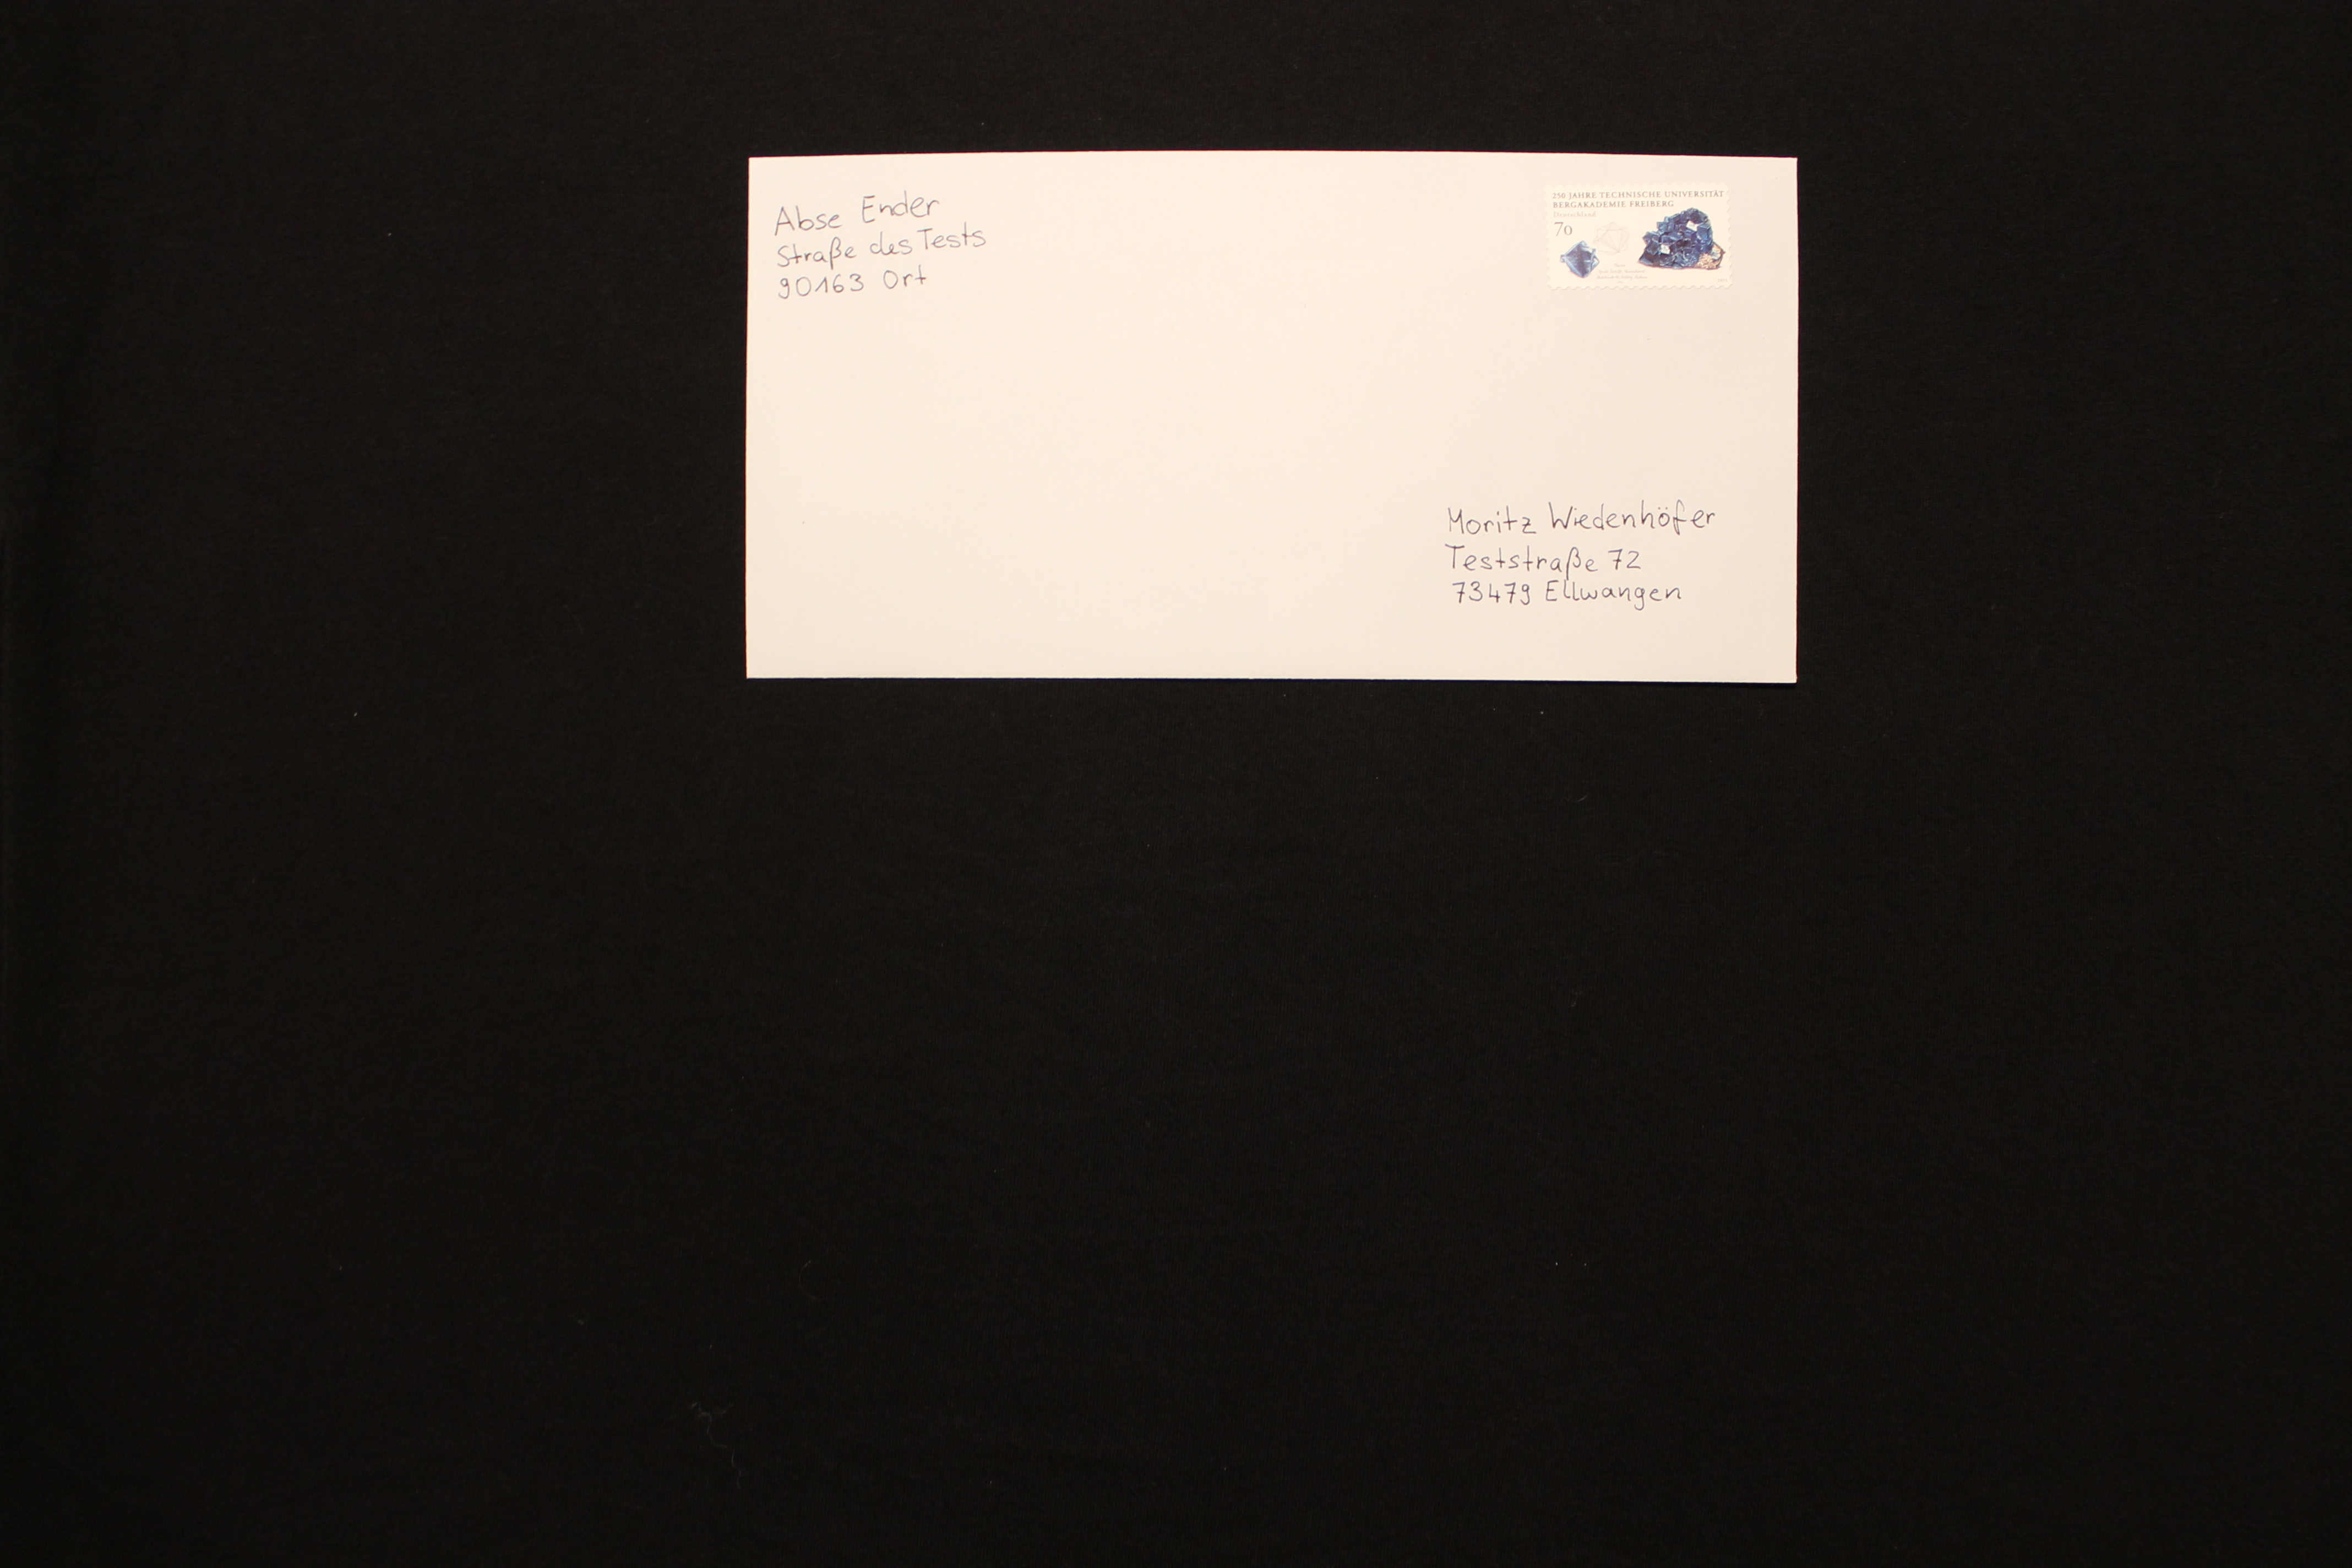 Abse Ender
Straße des Tests
90163 Ort
250 JAHRE TECHNISCHE UNIVERSITÄT
BERGAKADEMIE FREIBERG
Deutschland
70
Moritz Wiedenhöfer
Teststraße 72
73479 Ellwangen